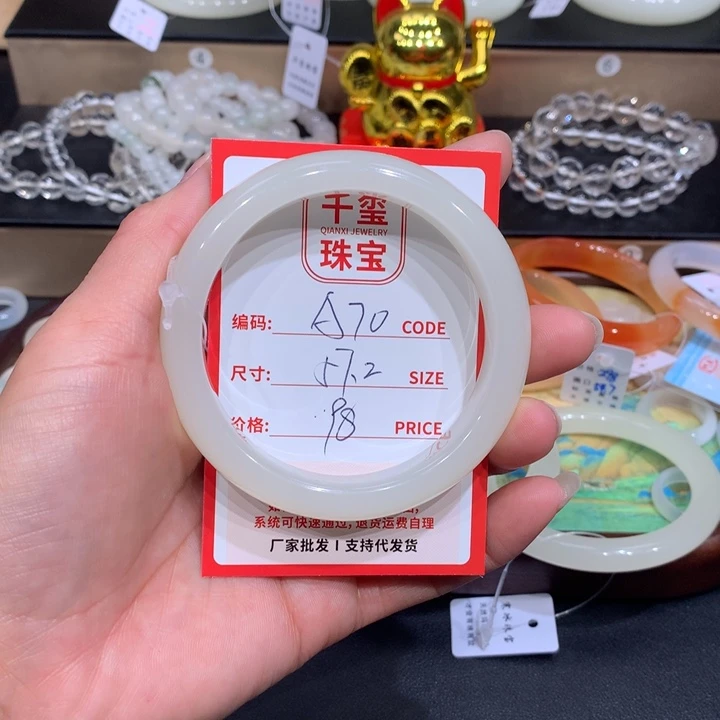 千玺
QIANXI JEWELRY
珠宝
编码: A70 CODE
尺寸: 57.2 SIZE
价格: 98 PRICE
系统可快速通过,退货运费自理
厂家批发 I 支持代发货